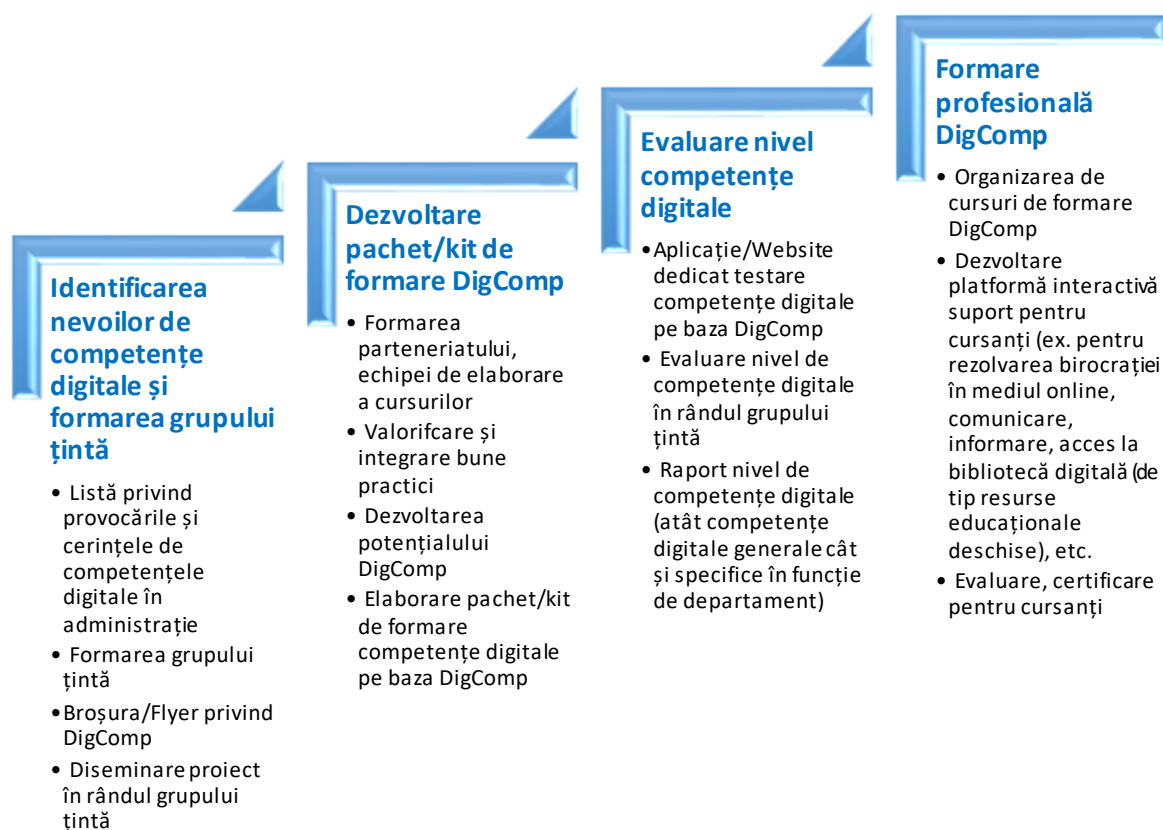 Identificarea
nevoilor de
competențe
digitale și
formarea grupului
țintă
• Listă privind
provocările și
cerințele de
competențele
digitale în
administrație
• Formarea grupului
țintă
•Broșura/Flyer privind
DigComp
• Diseminare proiect
în rândul grupului
țintă
Dezvoltare
pachet/kit de
formare DigComp
• Formarea
parteneriatului,
echipei de elaborare
a cursurilor
• Valorifcare și
integrare bune
practici
• Dezvoltarea
potențialului
DigComp
• Elaborare pachet/kit
de formare
competențe digitale
pe baza DigComp
Evaluare nivel
competențe
digitale
•Aplicație/Website
dedicat testare
competențe digitale
pe baza DigComp
• Evaluare nivel de
competențe digitale
în rândul grupului
țintă
• Raport nivel de
competențe digitale
(atât competențe
digitale generale cât
și specifice în funcție
de departament)
Formare
profesională
DigComp
• Organizarea de
cursuri de formare
DigComp
• Dezvoltare
platformă interactivă
suport pentru
cursanți (ex. pentru
rezolvarea birocrației
în mediul online,
comunicare,
informare, acces la
bibliotecă digitală (de
tip resurse
educaționale
deschise), etc.
• Evaluare, certificare
pentru cursanți